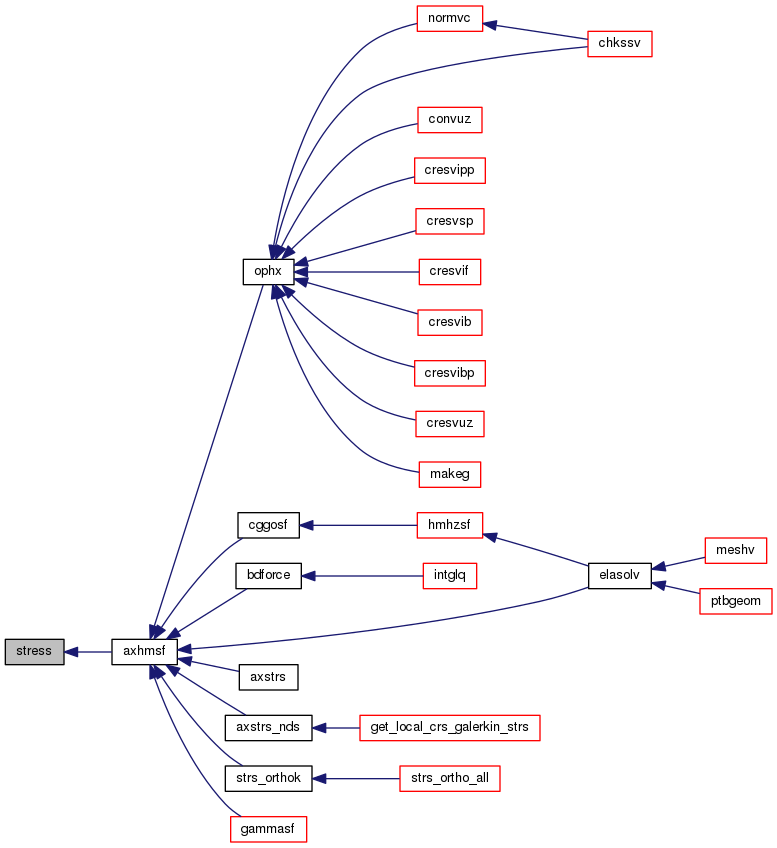 normvc
chkssv
convuz
cresvipp
cresvsp
ophx
cresvif
cresvib
cresvibp
cresvuz
makeg
cggosf
hmhzsf
meshv
bdforce
intglq
elasolv
ptbgeom
stress
axhmsf
axstrs
axstrs_nds
get_local_crs_galerkin_strs
strs_orthok
strs_ortho_all
gammasf